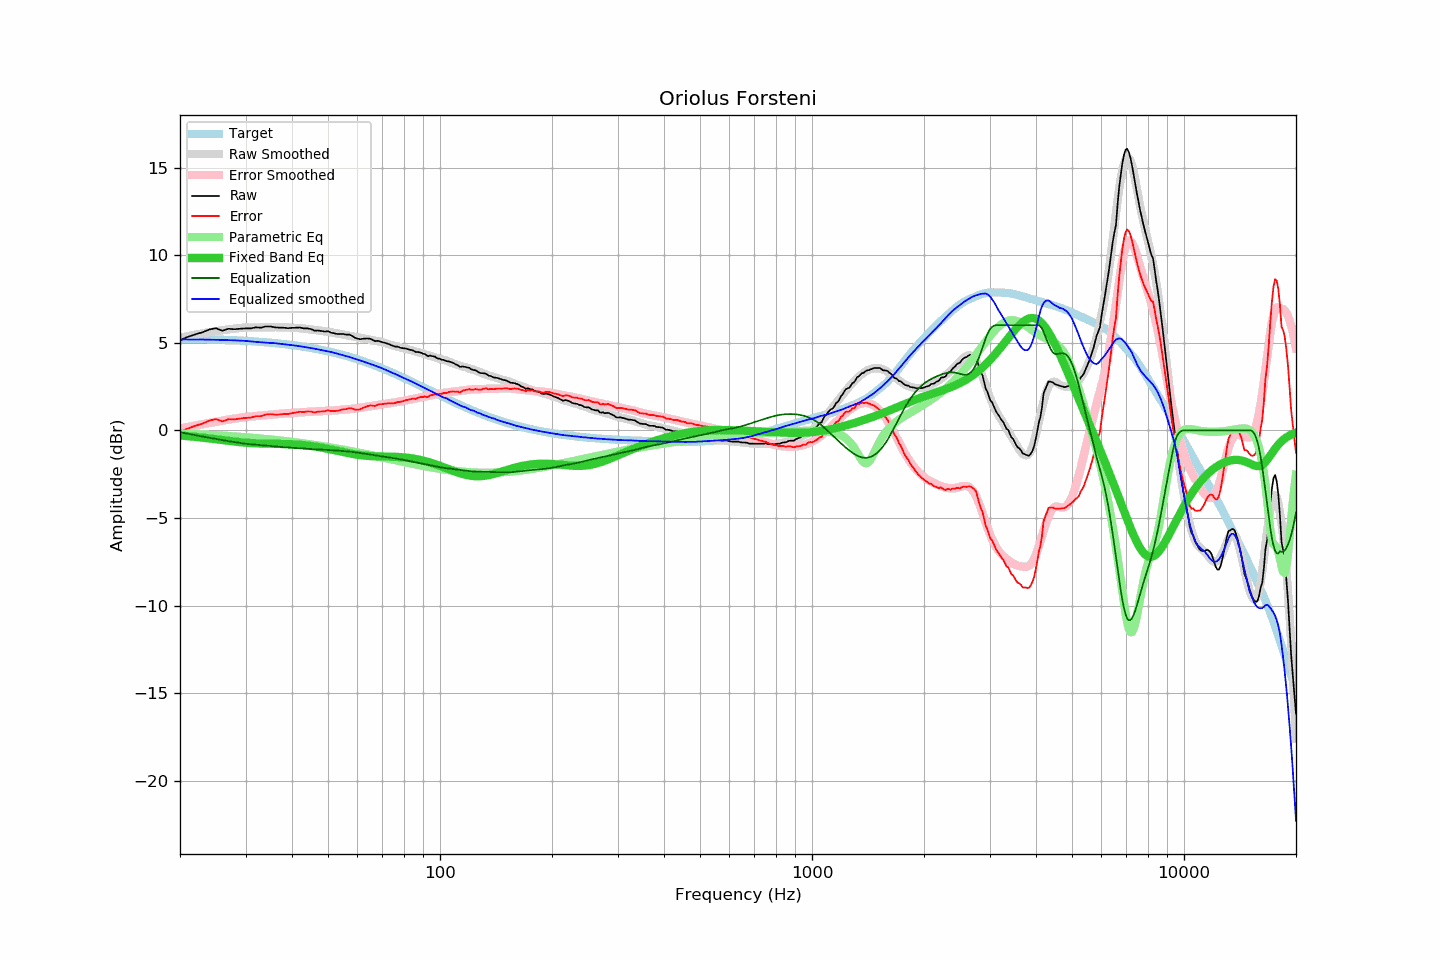 Oriolus Forsteni
Target
Raw Smoothed
Error Smoothed
Raw
Error
Parametric Eq
Fixed Band Eq
Equalization
Equalized smoothed
15
10
5
0
−5
−10
−15
−20
Amplitude (dBr)
100
1000
10000
Frequency (Hz)